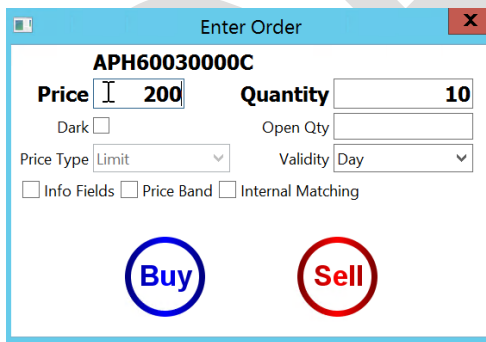 Enter Order
x
APH60030000C
Price 200 Quantity 10
Dark Open Qty
Price Type Limit Validity Day
Info Fields Price Band Internal Matching
Buy Sell